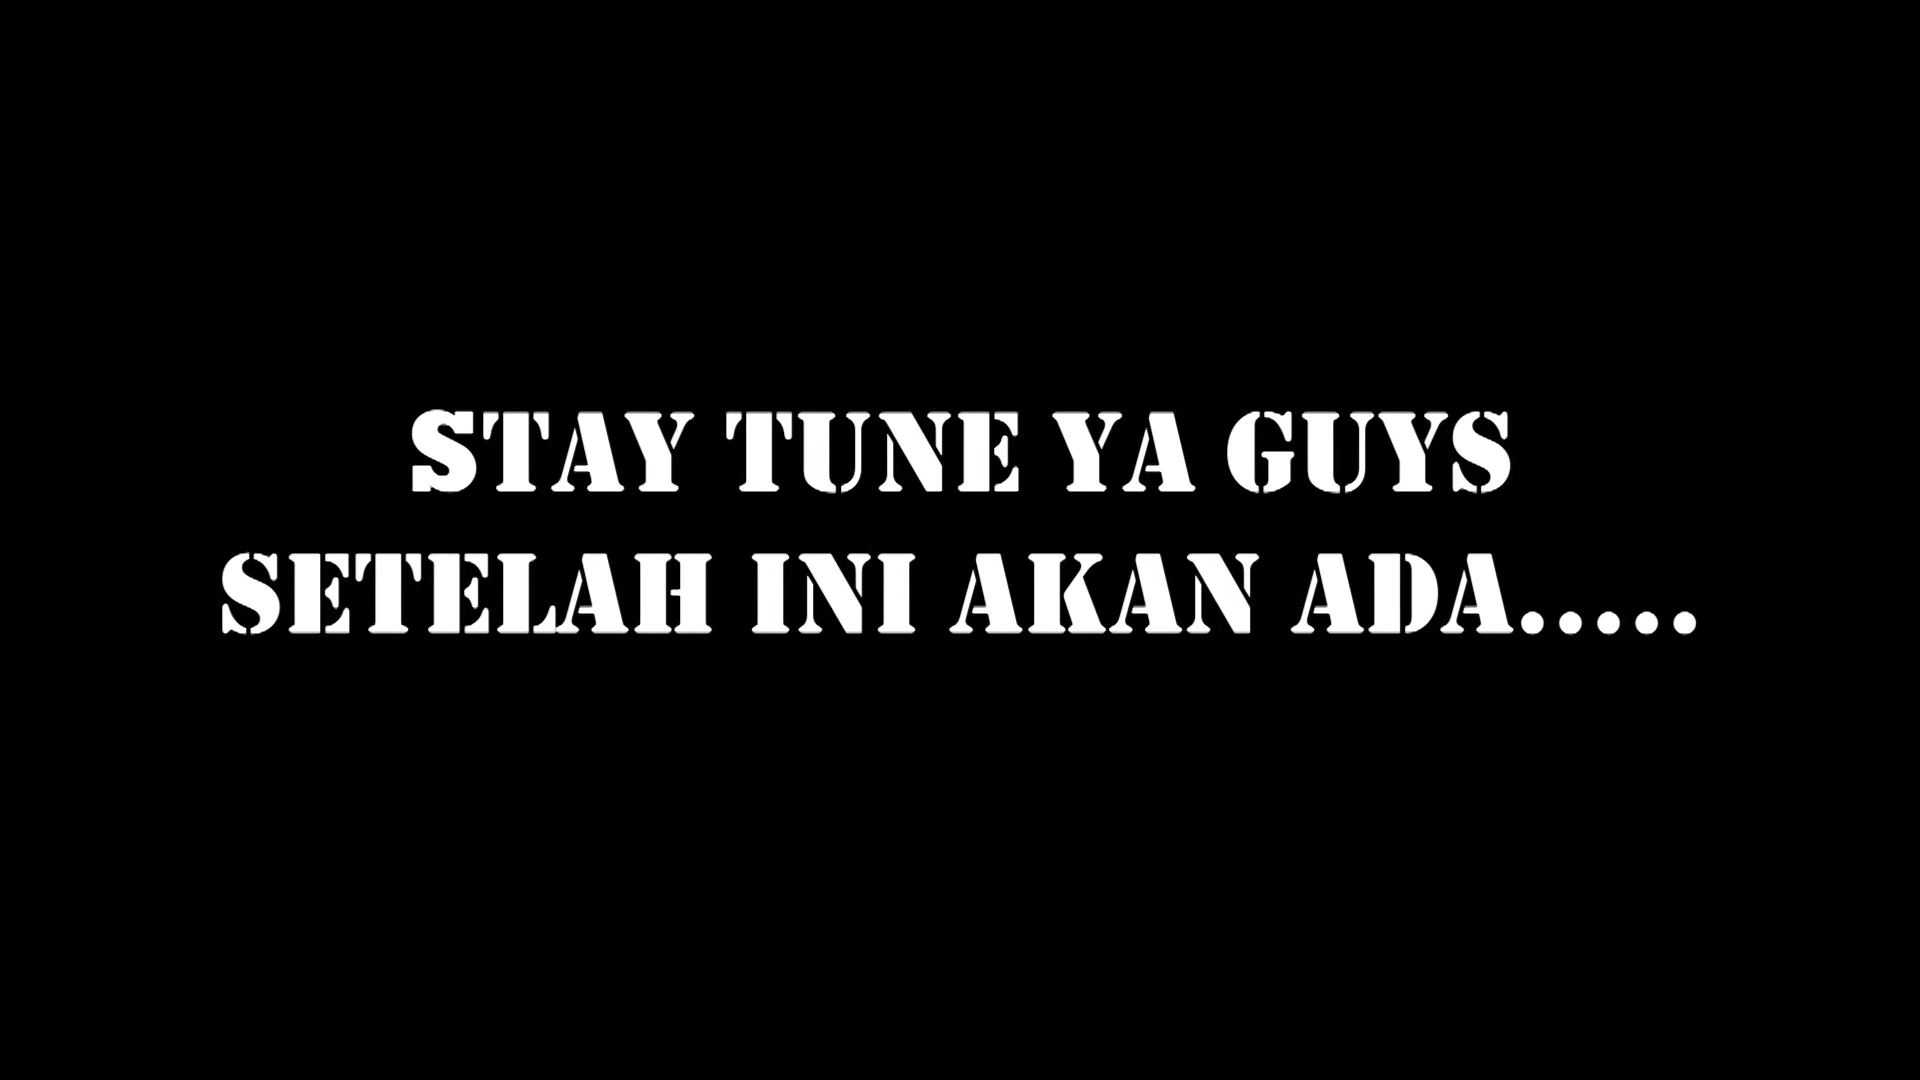 STAY TUNE YA GUYS
SETELAH INI AKAN ADA.....